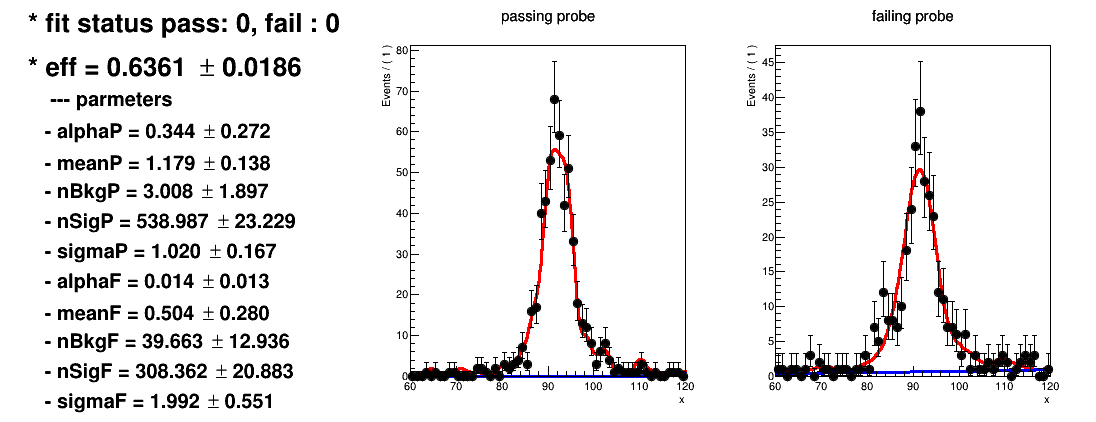 * fit status pass: 0, fail : 0
* eff = 0.6361 ± 0.0186
--- parmeters
- alphaP = 0.344 ± 0.272
- meanP = 1.179 ± 0.138
- nBkgP = 3.008 ± 1.897
- nSigP = 538.987 ± 23.229
- sigmaP = 1.020 ± 0.167
- alphaF = 0.014 ± 0.013
- meanF = 0.504 ± 0.280
- nBkgF = 39.663 ± 12.936
- nSigF = 308.362 ± 20.883
- sigmaF = 1.992 ± 0.551
passing probe
Events / ( 1 )
80
70
60
50
40
30
20
10
0
60 70 80 90 100 110 120
x
failing probe
Events / ( 1 )
45
40
35
30
25
20
15
10
5
0
60 70 80 90 100 110 120
x